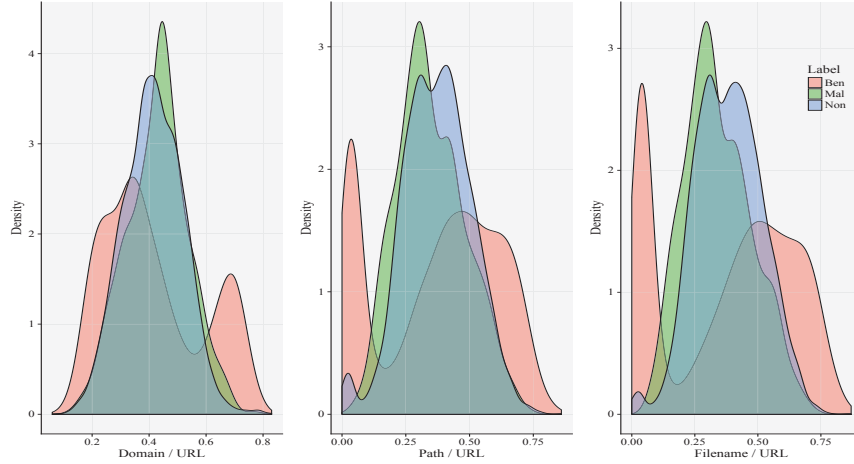 Density
4
3
2
1
0
0.2 0.4 0.6 0.8
Domain / URL
Density
3
2
1
0
0.00 0.25 0.50 0.75
Path / URL
Density
3
2
1
0
0.00 0.25 0.50 0.75
Filename / URL
Label
Ben
Mal
Non